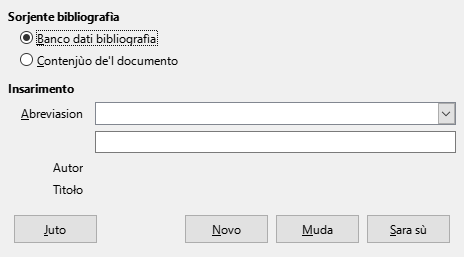 Sorjente bibliografia
Banco dati bibliografia
Contenjùo de'l documento
Insarimento
Abreviasion
Autor
Titoło
Juto
Novo
Muda
Sara sù